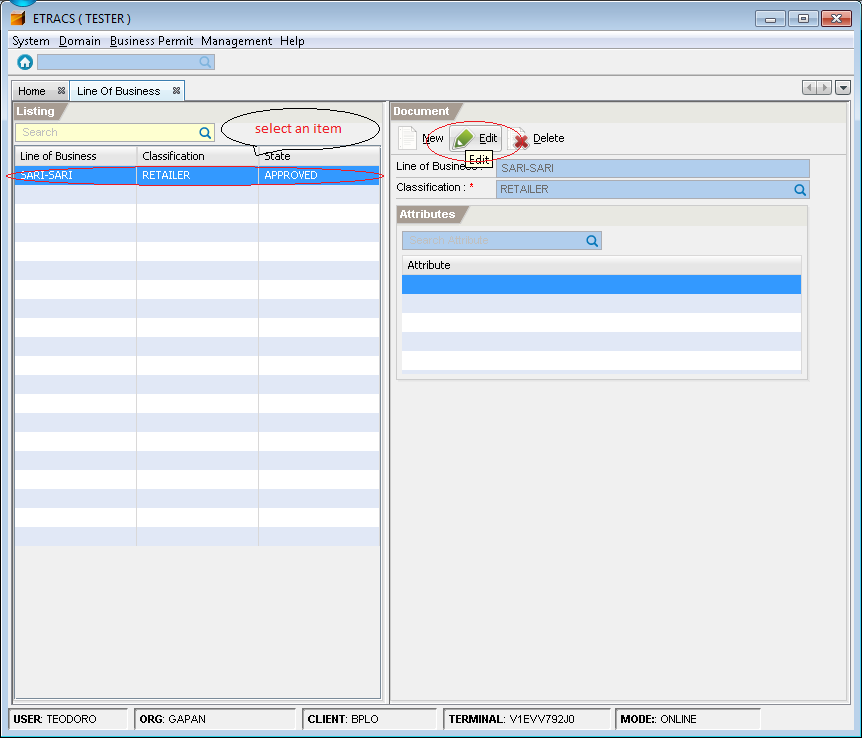 ETRACS ( TESTER )
System Domain Business Permit Management Help
Home Line Of Business
Listing
Search
select an item
Line of Business Classification State
SARI-SARI RETAILER APPROVED
Document
New Edit Delete
Edit
Line of Business : SARI-SARI
Classification : * RETAILER
Attributes
Search Attribute
Attribute
USER: TEODORO ORG: GAPAN CLIENT: BPLO TERMINAL: V1EVV792J0 MODE:: ONLINE